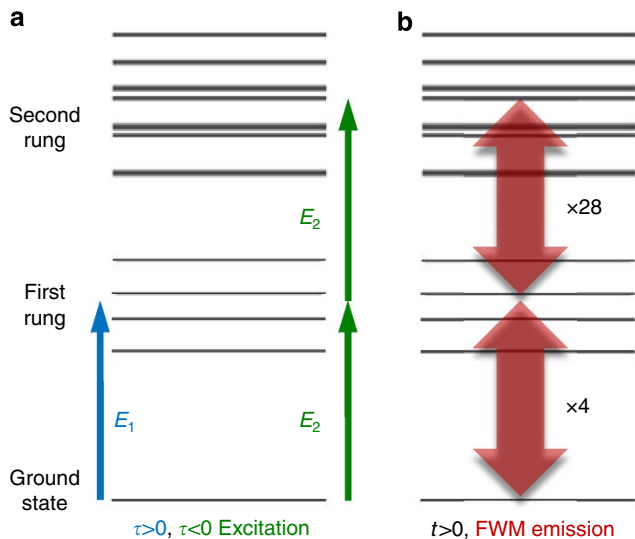 a
b
Second
rung
E₂
×28
First
rung
E₁
E₂
×4
Ground
state
τ>0, τ<0 Excitation
t>0, FWM emission